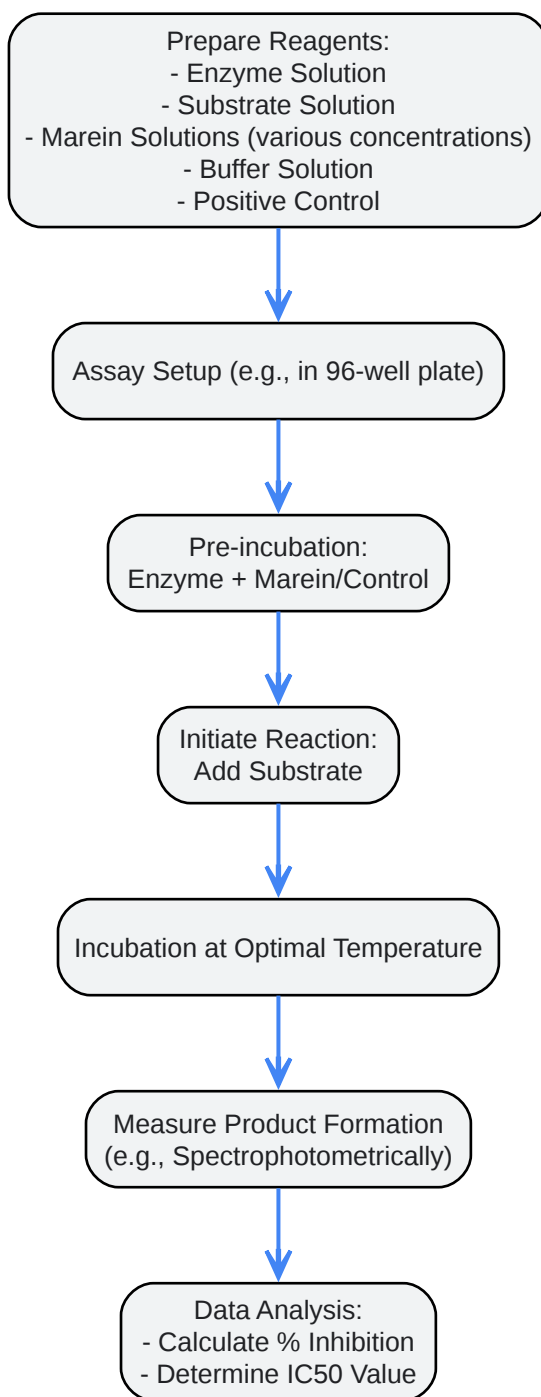 Prepare Reagents:
- Enzyme Solution
- Substrate Solution
- Marein Solutions (various concentrations)
- Buffer Solution
- Positive Control
Assay Setup (e.g., in 96-well plate)
Pre-incubation:
Enzyme + Marein/Control
Initiate Reaction:
Add Substrate
Incubation at Optimal Temperature
Measure Product Formation
(e.g., Spectrophotometrically)
Data Analysis:
- Calculate % Inhibition
- Determine IC50 Value